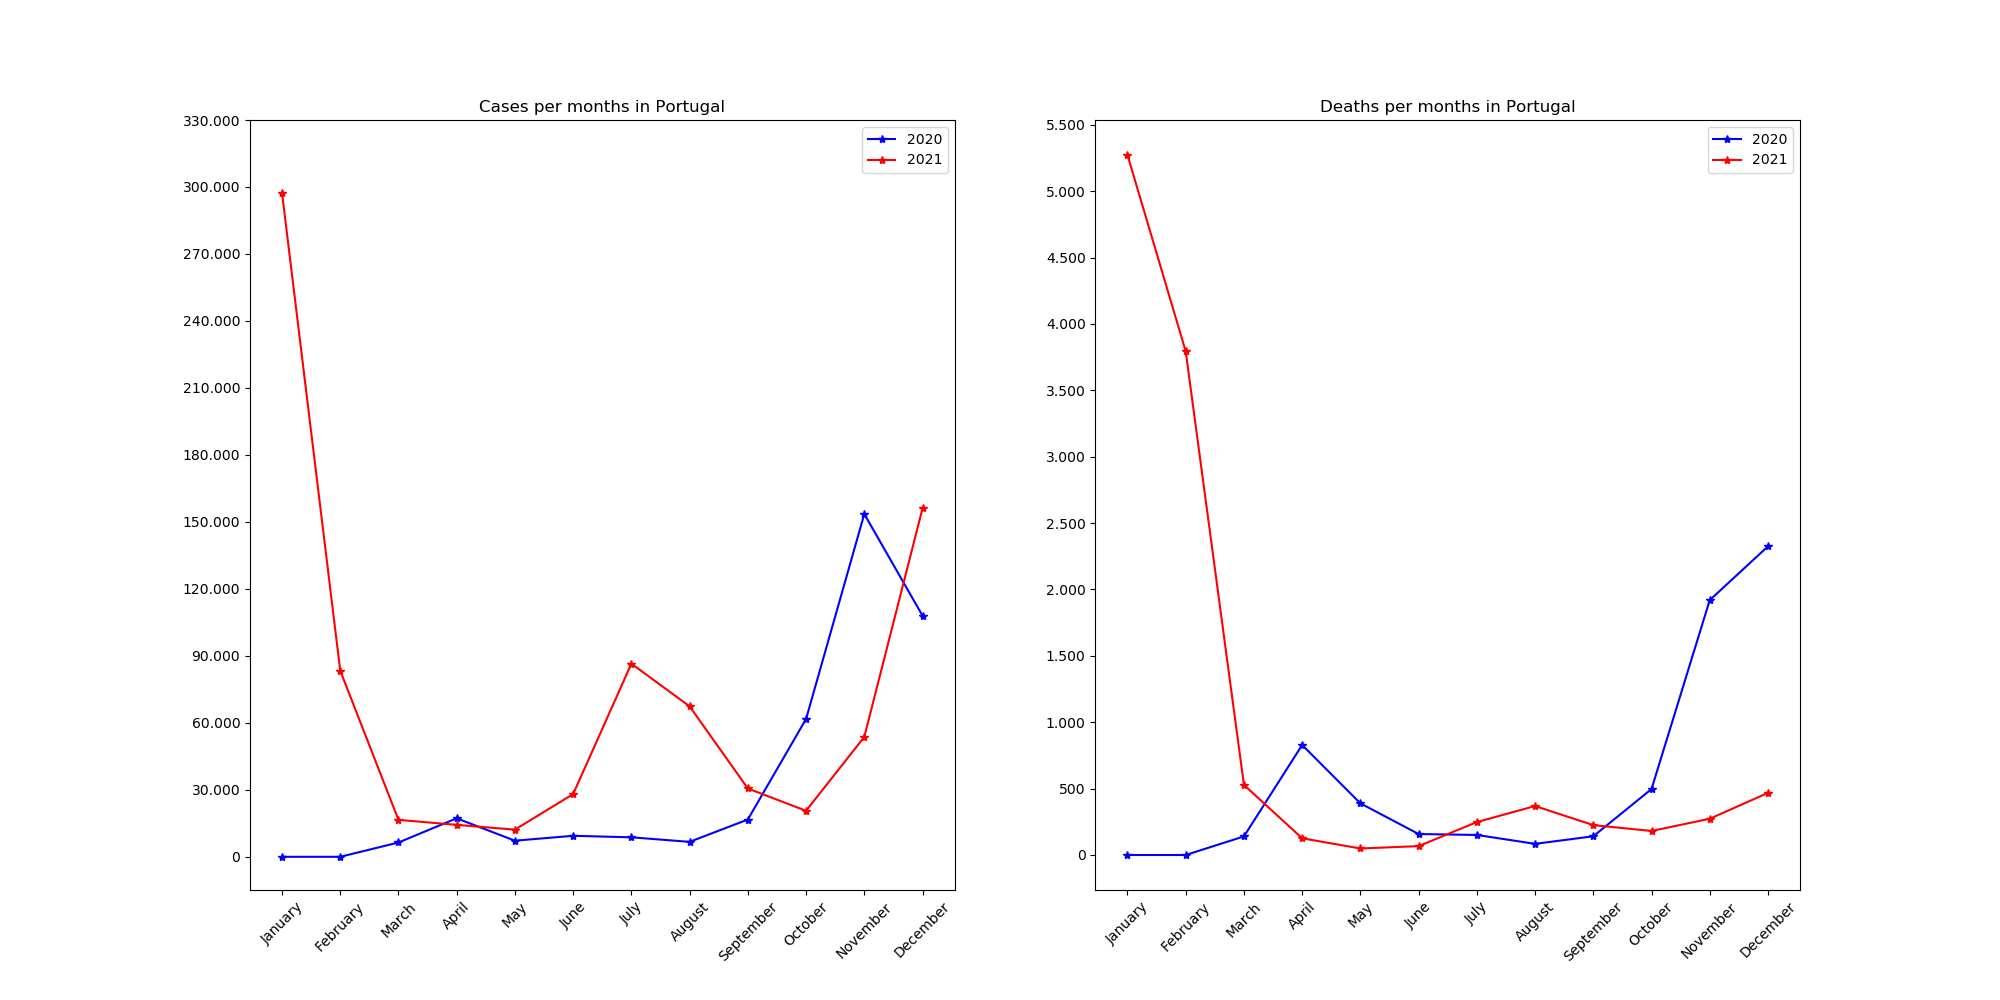 Cases per months in Portugal
330.000
300.000
270.000
240.000
210.000
180.000
150.000
120.000
90.000
60.000
30.000
0
2020
2021
January
February
March
April
May
June
July
August
September
October
November
December
Deaths per months in Portugal
5.500
5.000
4.500
4.000
3.500
3.000
2.500
2.000
1.500
1.000
500
0
2020
2021
January
February
March
April
May
June
July
August
September
October
November
December